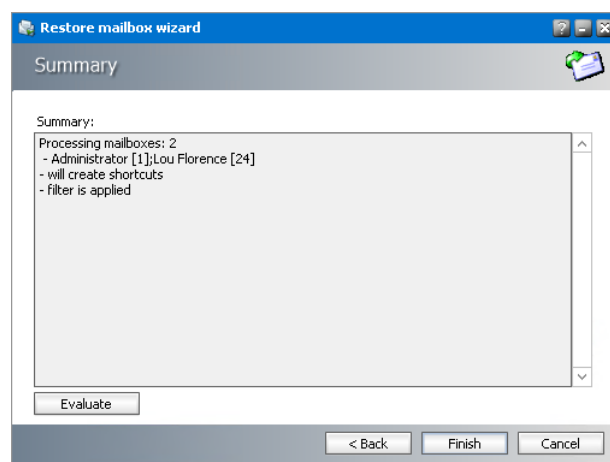 Restore mailbox wizard
Summary
Summary:
Processing mailboxes: 2
- Administrator [1];Lou Florence [24]
- will create shortcuts
- filter is applied
Evaluate
< Back Finish Cancel